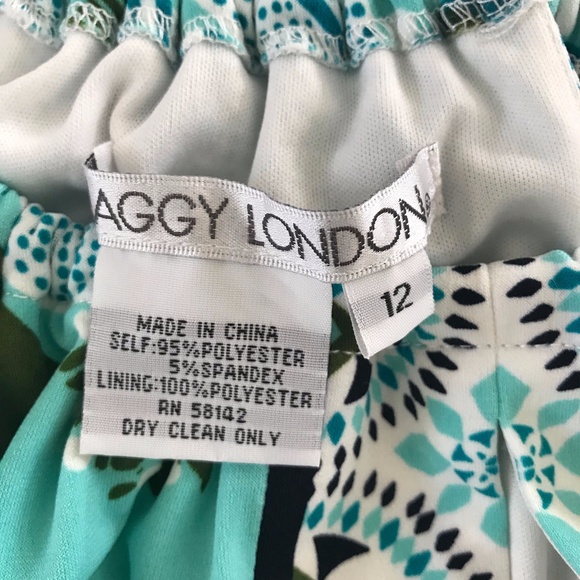 AGGY LONDON
12
MADE IN CHINA
SELF:95%POLYESTER
5%SPANDEX
LINING:100%POLYESTER
RN 58142
DRY CLEAN ONLY